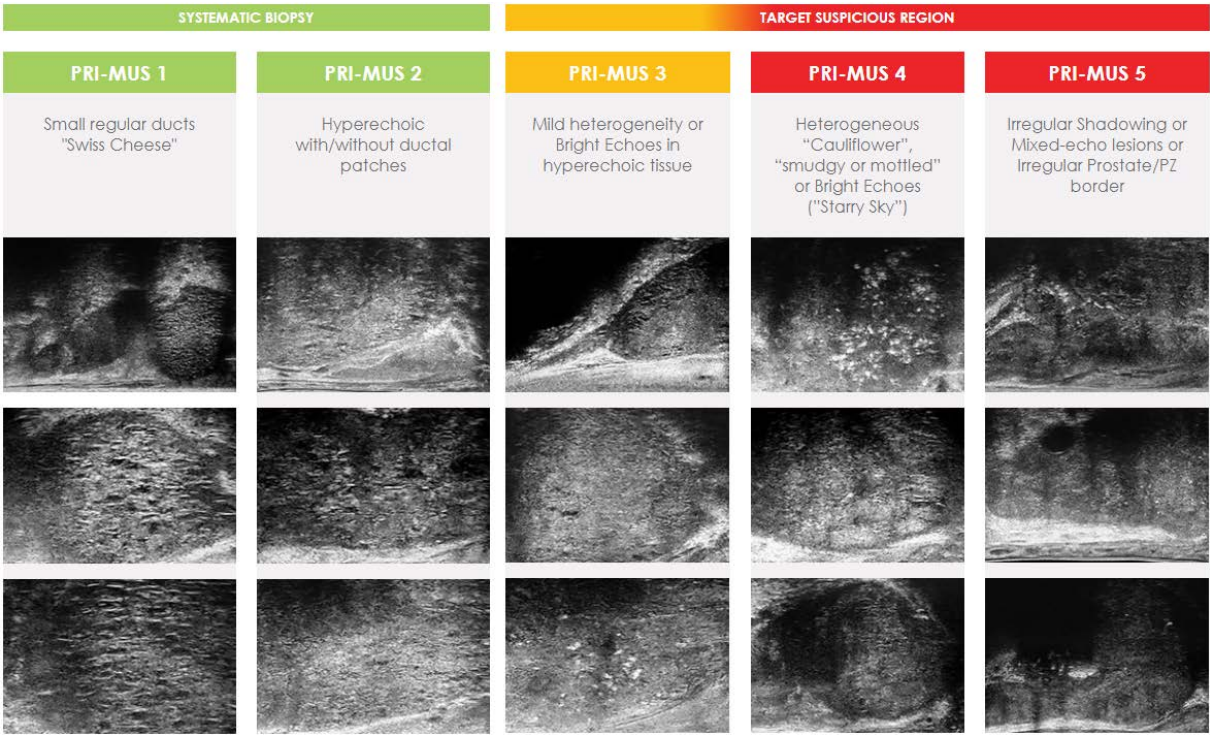 SYSTEMATIC BIOPSY
TARGET SUSPICIOUS REGION
PRI-MUS 1
Small regular ducts
"Swiss Cheese"
PRI-MUS 2
Hyperechoic
with/without ductal
patches
PRI-MUS 3
Mild heterogeneity or
Bright Echoes in
hyperechoic tissue
PRI-MUS 4
Heterogeneous
“Cauliflower”,
“smudgy or mottled”
or Bright Echoes
("Starry Sky”)
PRI-MUS 5
Irregular Shadowing or
Mixed-echo lesions or
Irregular Prostate/PZ
border